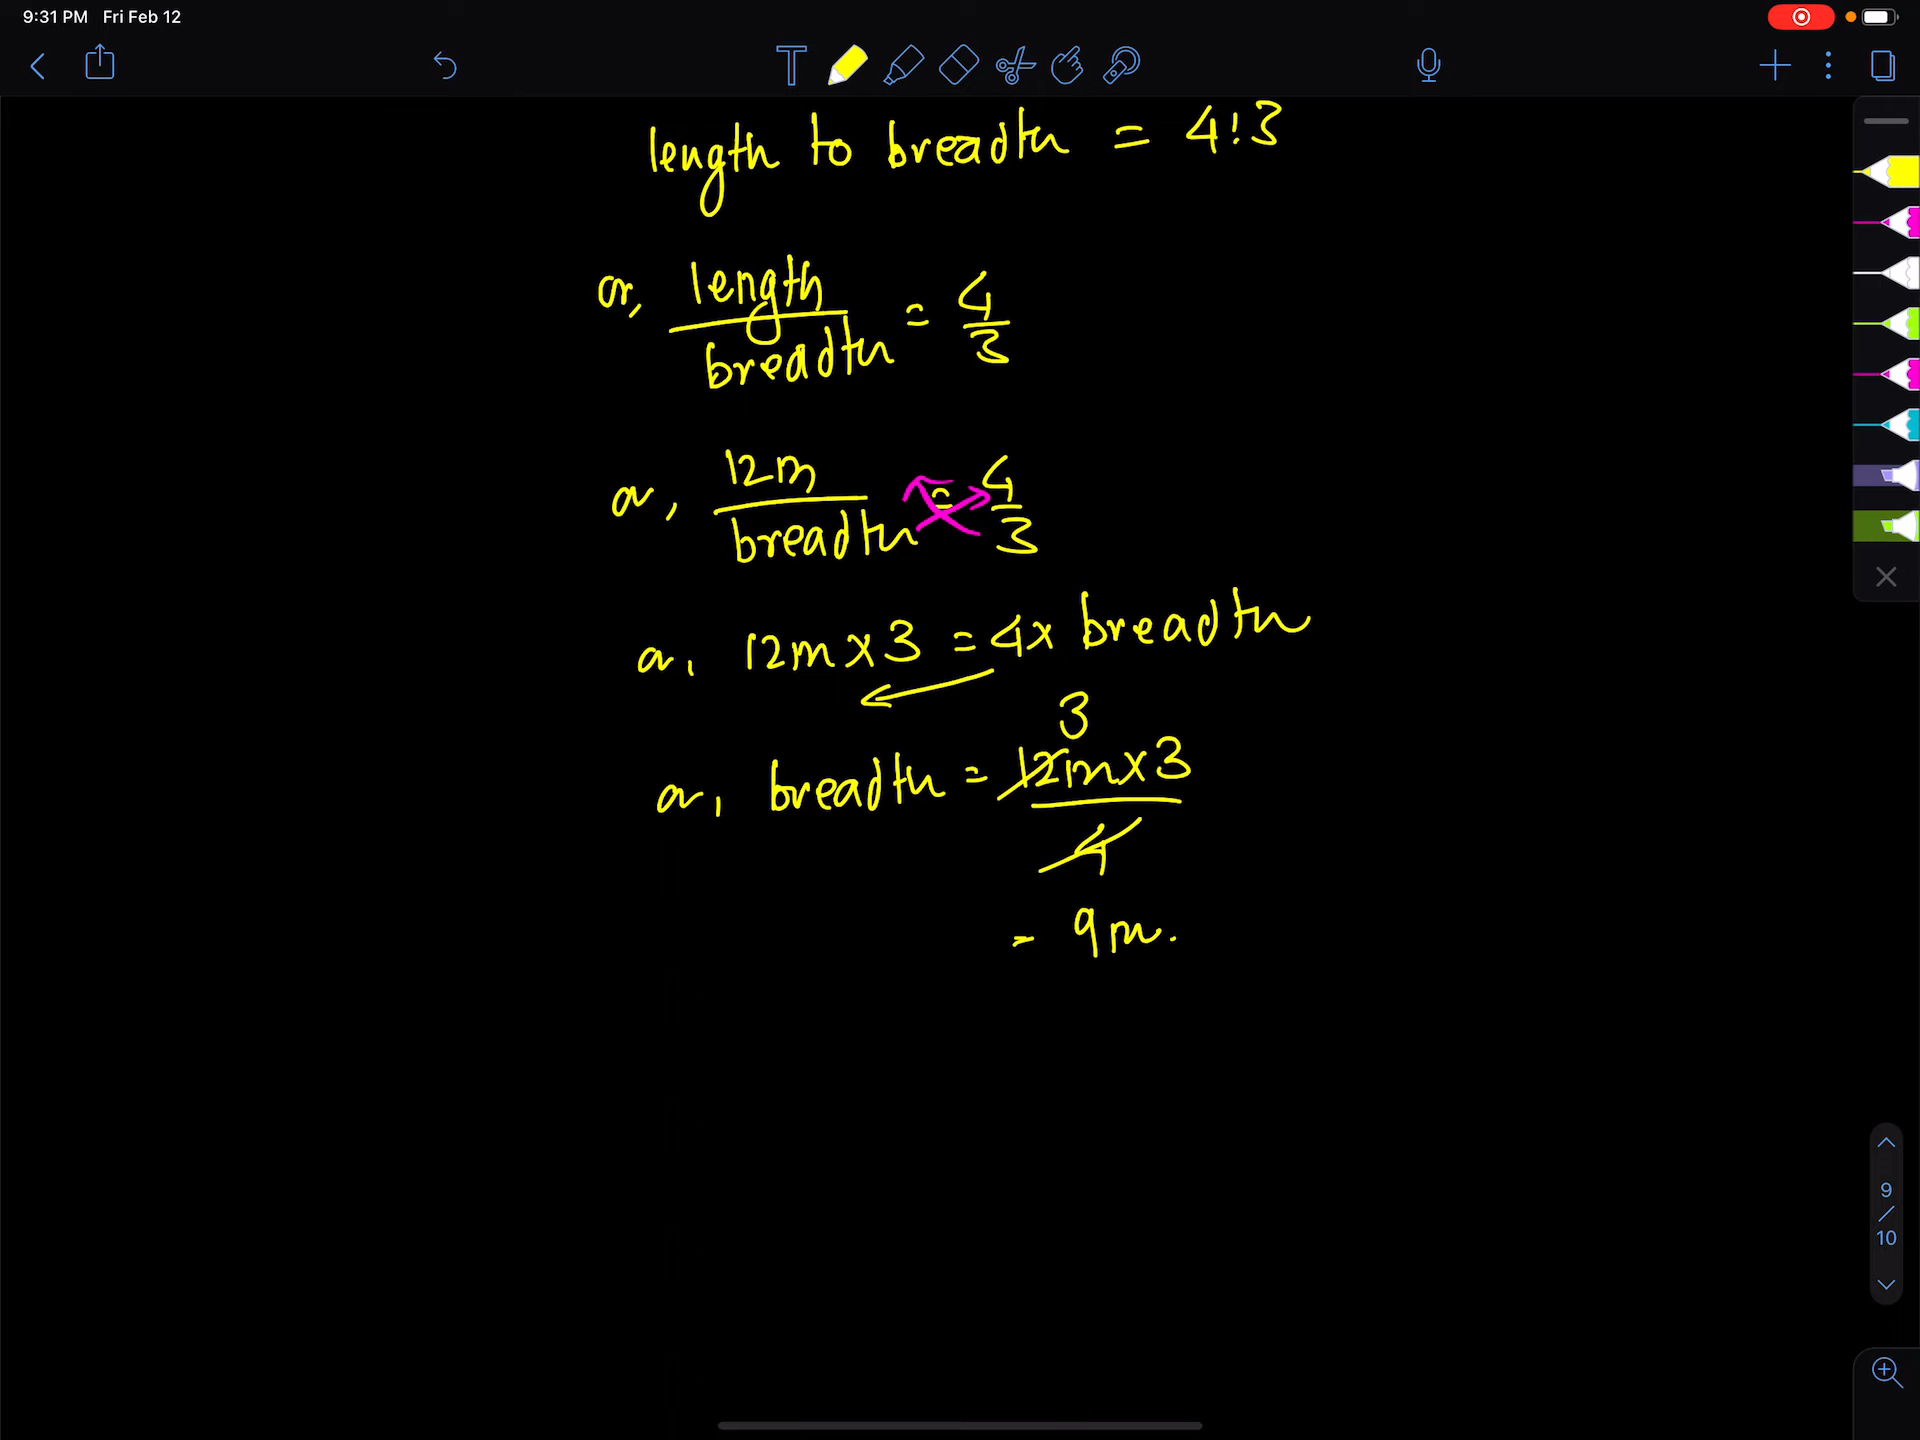 9:31 PM Fri Feb 12
length to breadth = 4:3
or, length/breadth = 4/3
or, 12m/breadth = 4/3
or, 12m x 3 = 4x breadth
3
or, breadth = 12m x 3/4
= 9m.
9
/
10